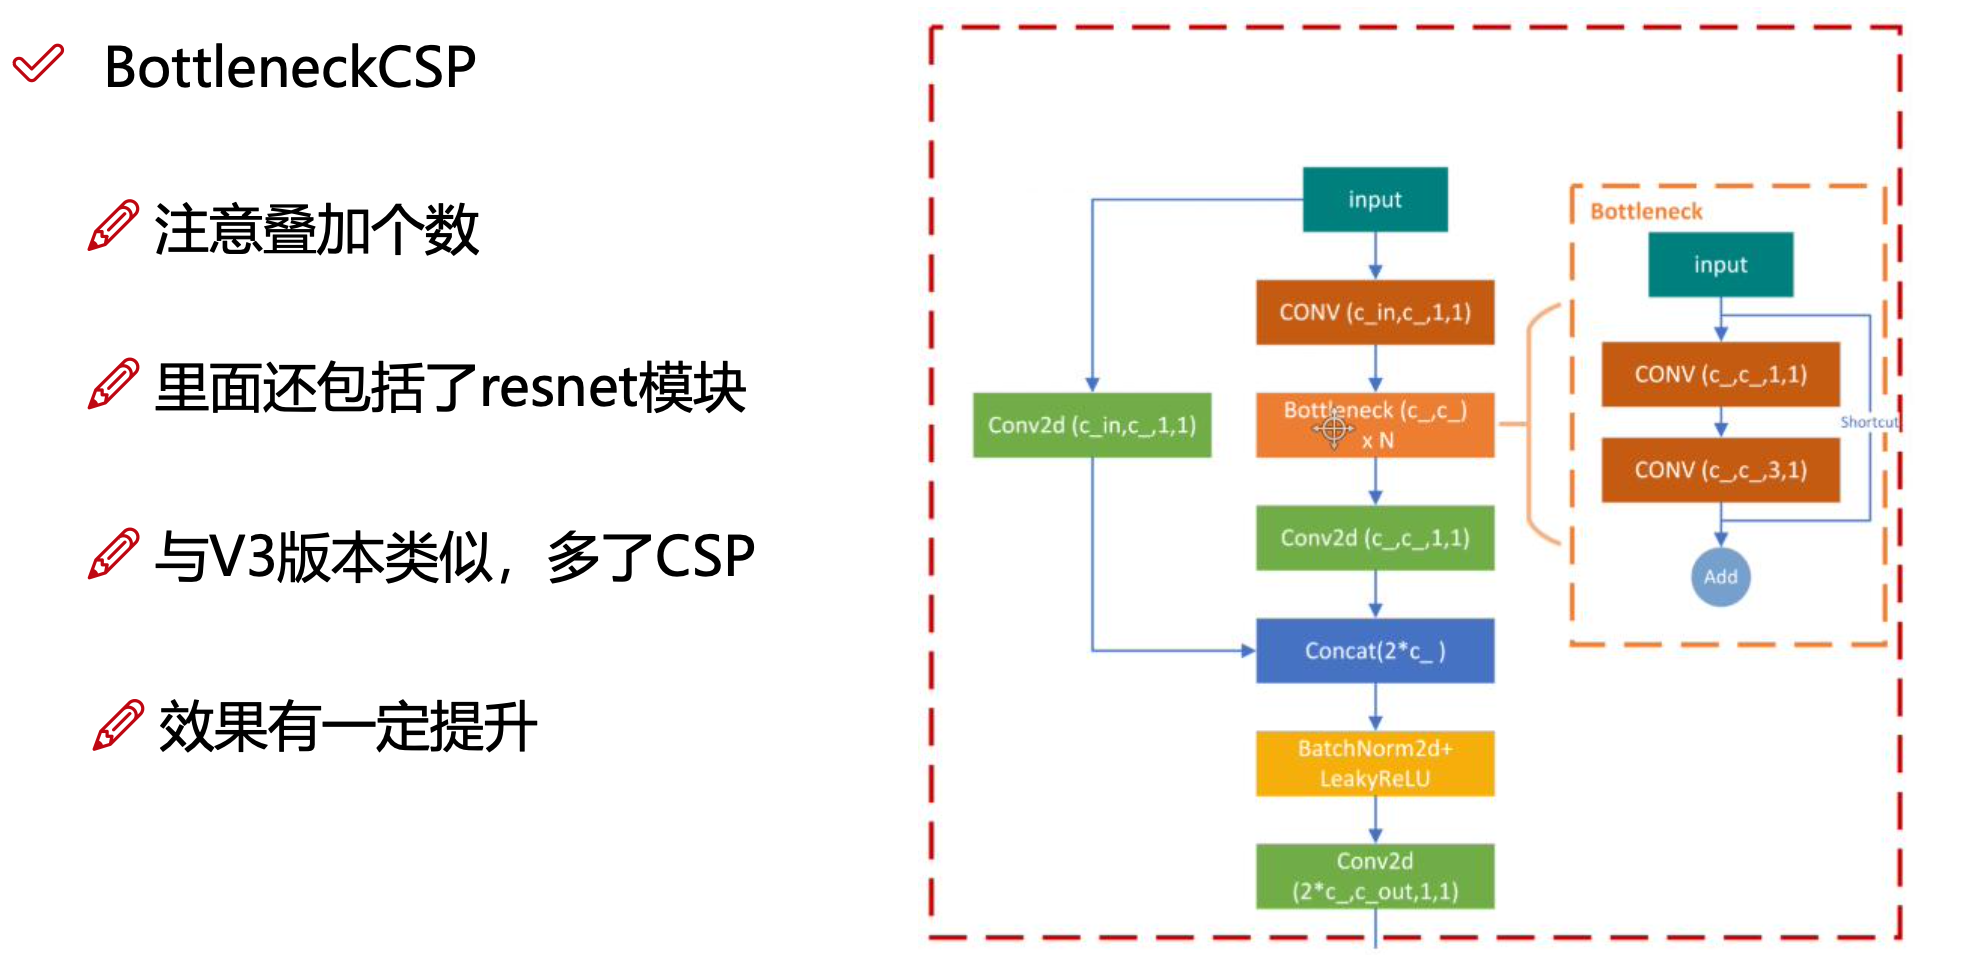 BottleneckCSP
注意叠加个数
里面还包括了resnet模块
与V3版本类似，多了CSP
效果有一定提升
input
CONV (c_in,c_,1,1)
Conv2d (c_in,c_,1,1)
Bottleneck (c_,c_)
x N
Conv2d (c_,c_,1,1)
Concat(2*c_ )
BatchNorm2d+
LeakyReLU
Conv2d
(2*c_,c_out,1,1)
Bottleneck
input
CONV (c_,c_,1,1)
Shortcut
CONV (c_,c_,3,1)
Add